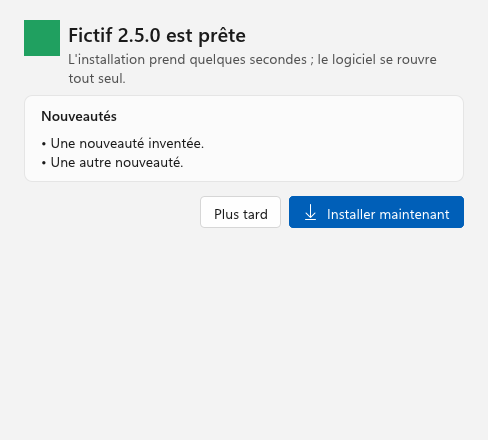 Fictif 2.5.0 est prête
L'installation prend quelques secondes ; le logiciel se rouvre
tout seul.
Nouveautés
• Une nouveauté inventée.
• Une autre nouveauté.
Plus tard
Installer maintenant